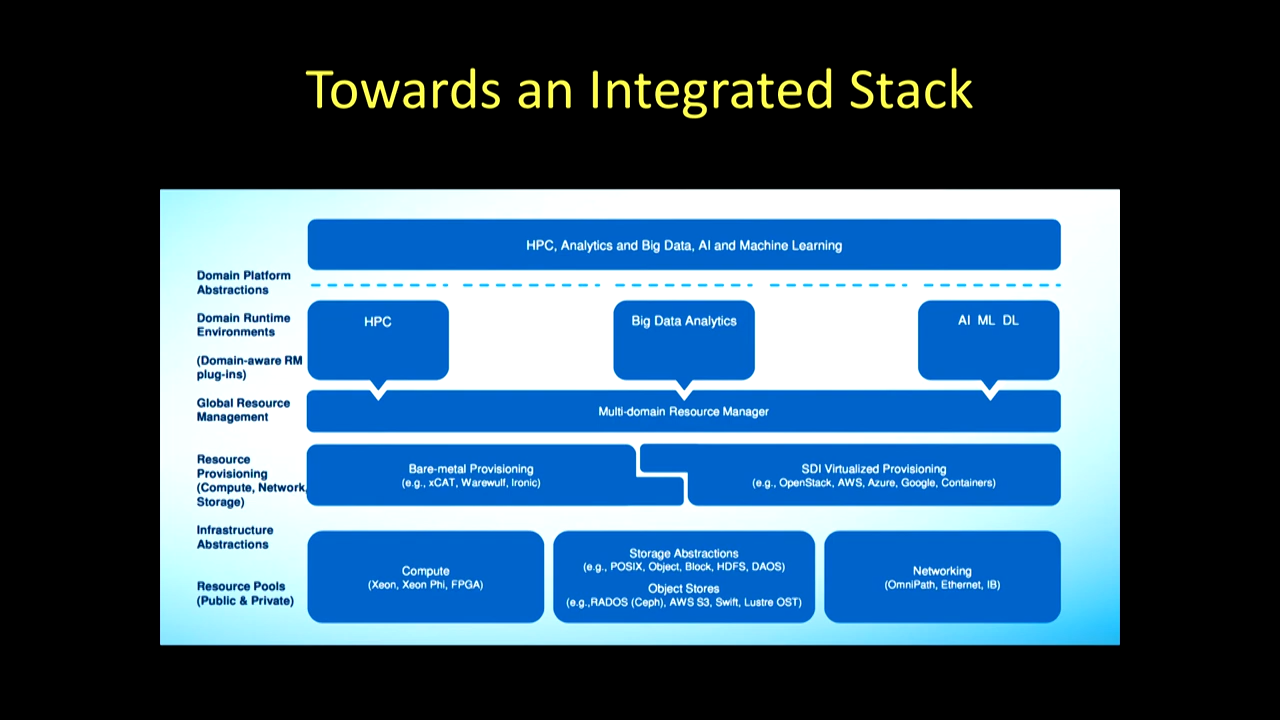 Towards an Integrated Stack
HPC, Analytics and Big Data, AI and Machine Learning
Domain Platform
Abstractions
Domain Runtime
Environments
(Domain-aware RM
plug-ins)
HPC
Big Data Analytics
AI ML DL
Global Resource
Management
Multi-domain Resource Manager
Resource
Provisioning
(Compute, Network,
Storage)
Bare-metal Provisioning
(e.g., xCAT, Warewulf, Ironic)
SDI Virtualized Provisioning
(e.g., OpenStack, AWS, Azure, Google, Containers)
Infrastructure
Abstractions
Resource Pools
(Public & Private)
Compute
(Xeon, Xeon Phi, FPGA)
Storage Abstractions
(e.g., POSIX, Object, Block, HDFS, DAOS)
Object Stores
(e.g.,RADOS (Ceph), AWS S3, Swift, Lustre OST)
Networking
(OmniPath, Ethernet, IB)